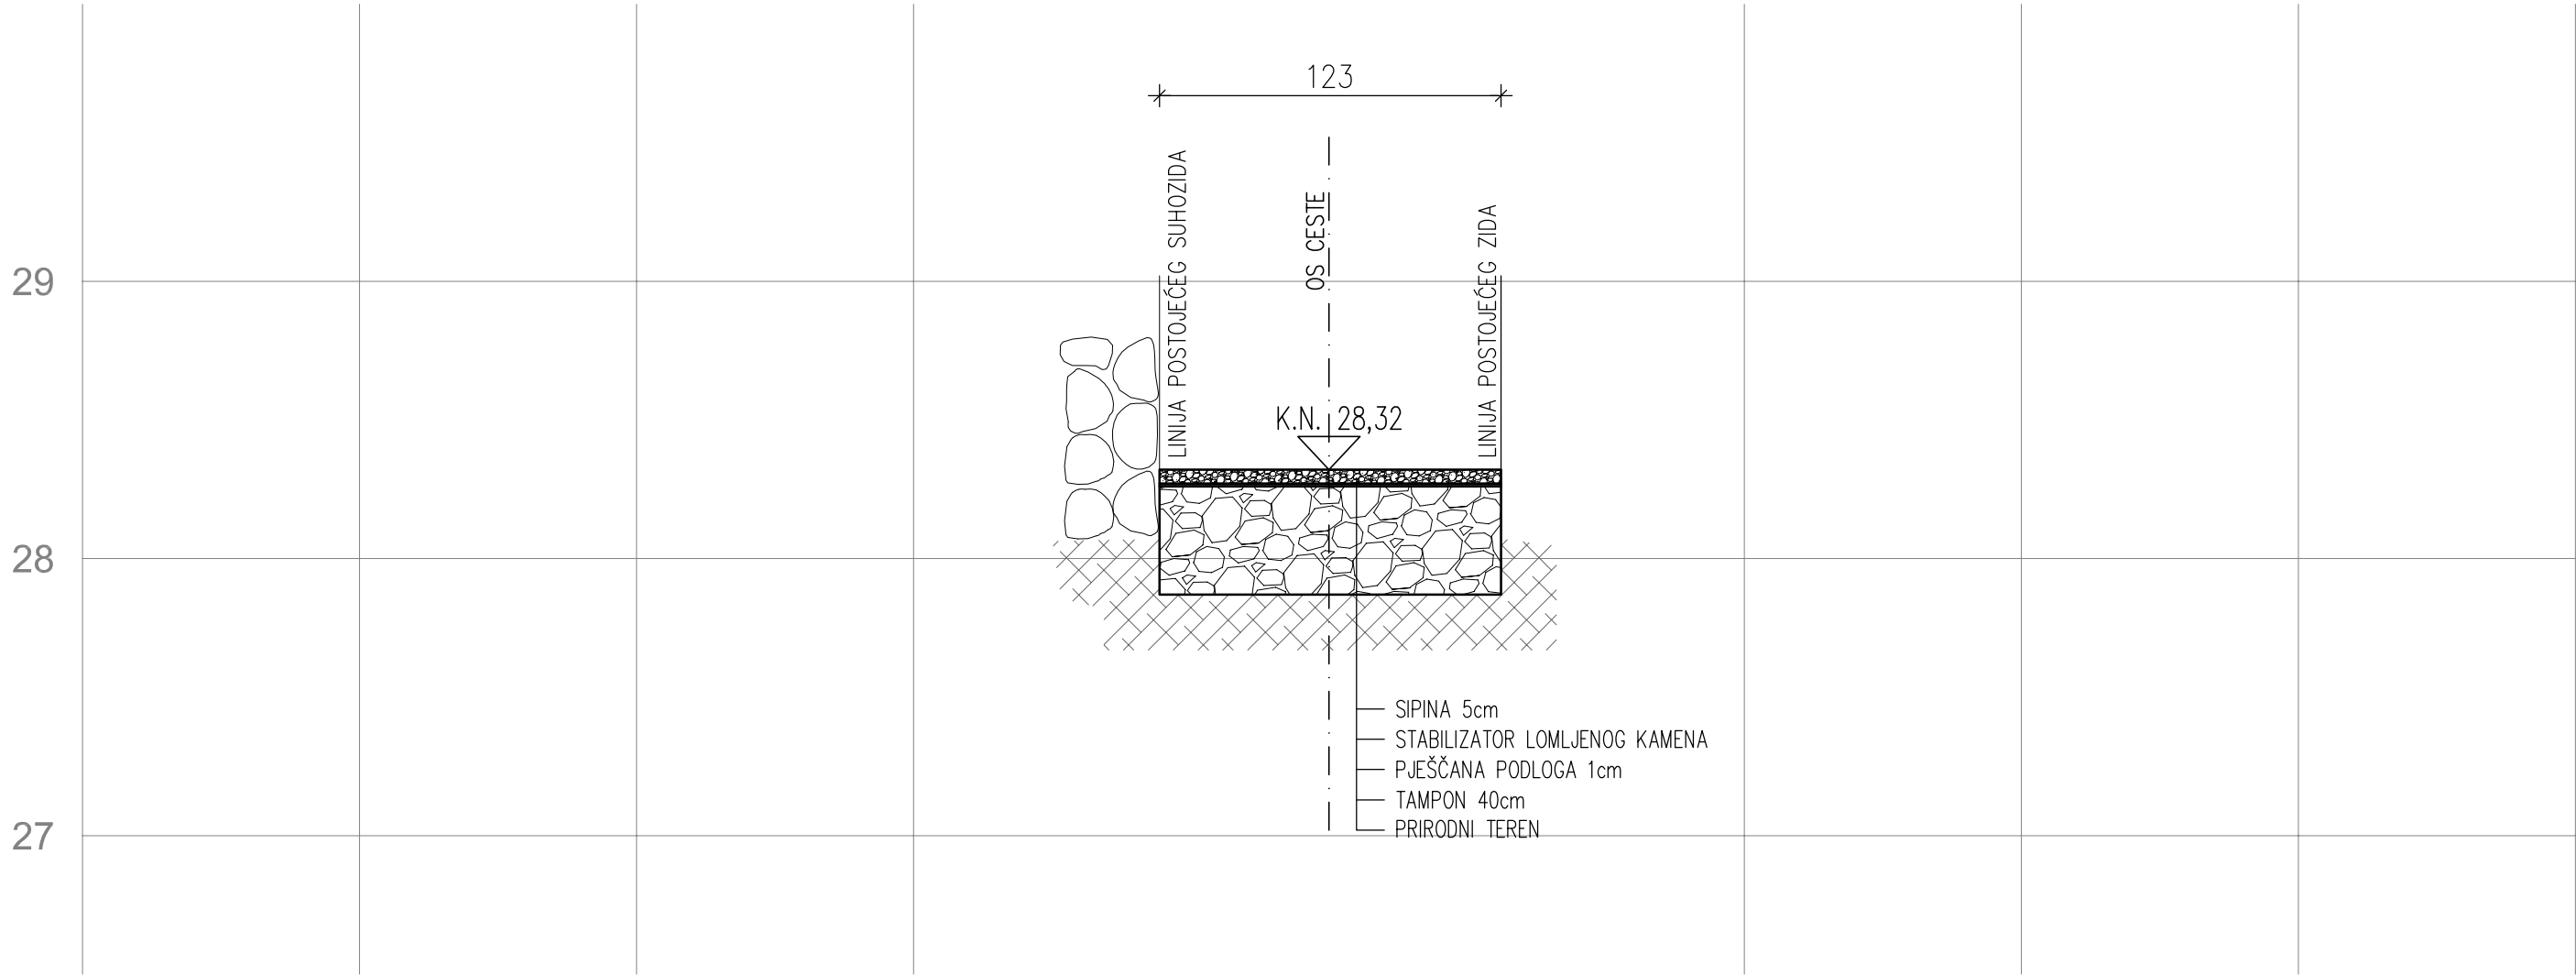 123
LINIJA POSTOJEĆEG SUHOZIDA
OS CESTE
LINIJA POSTOJEĆEG ZIDA
29
K.N. 28,32
28
SIPINA 5cm
STABILIZATOR LOMLJENOG KAMENA
PJEŠČANA PODLOGA 1cm
TAMPON 40cm
PRIRODNI TEREN
27